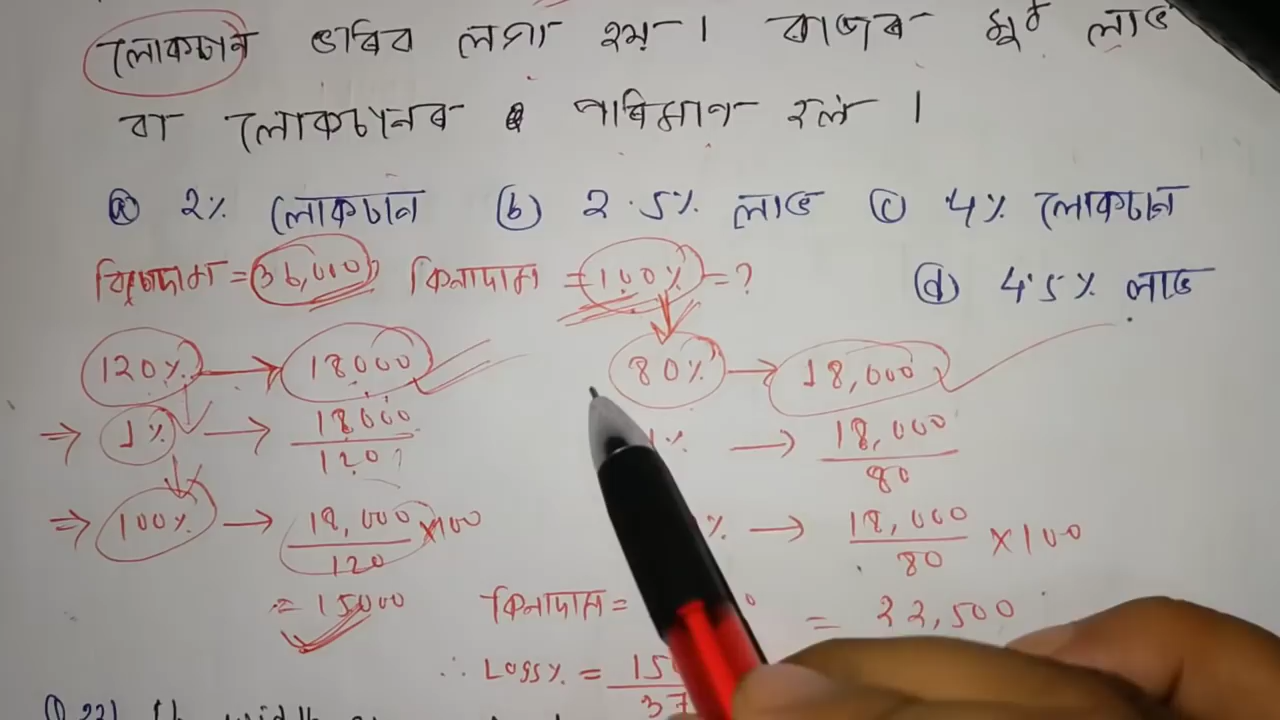 লোকচান ভৰিব লগা হয়। ৰাজৰ মুঠ লাভ
বা লোকচানৰ পৰিমাণ হ'ল ।
ⓐ 2% লোকচান ⓑ 2.5% লাভ ⓒ 4% লোকচান
বিক্ৰীদাম = 36,000, কিনাদাম = 100% = ?
ⓓ 4.5% লাভ
120% → 18000 80% → 18,000
⇒ 1% → 18000/120 1% → 18,000/80
⇒ 100% → 18,000/120 ×100 % → 18,000/80 ×100
= 15000 কিনাদাম = = 22,500
∴ Loss% =